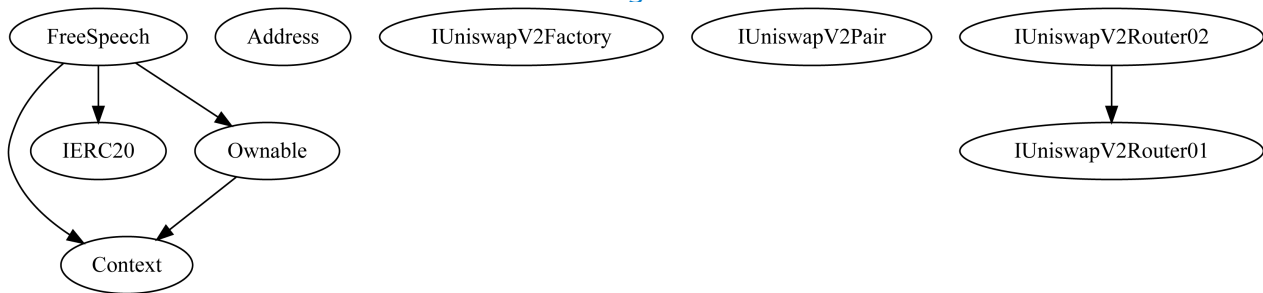 FreeSpeech Address IUniswapV2Factory IUniswapV2Pair IUniswapV2Router02
IERC20 Ownable IUniswapV2Router01
Context